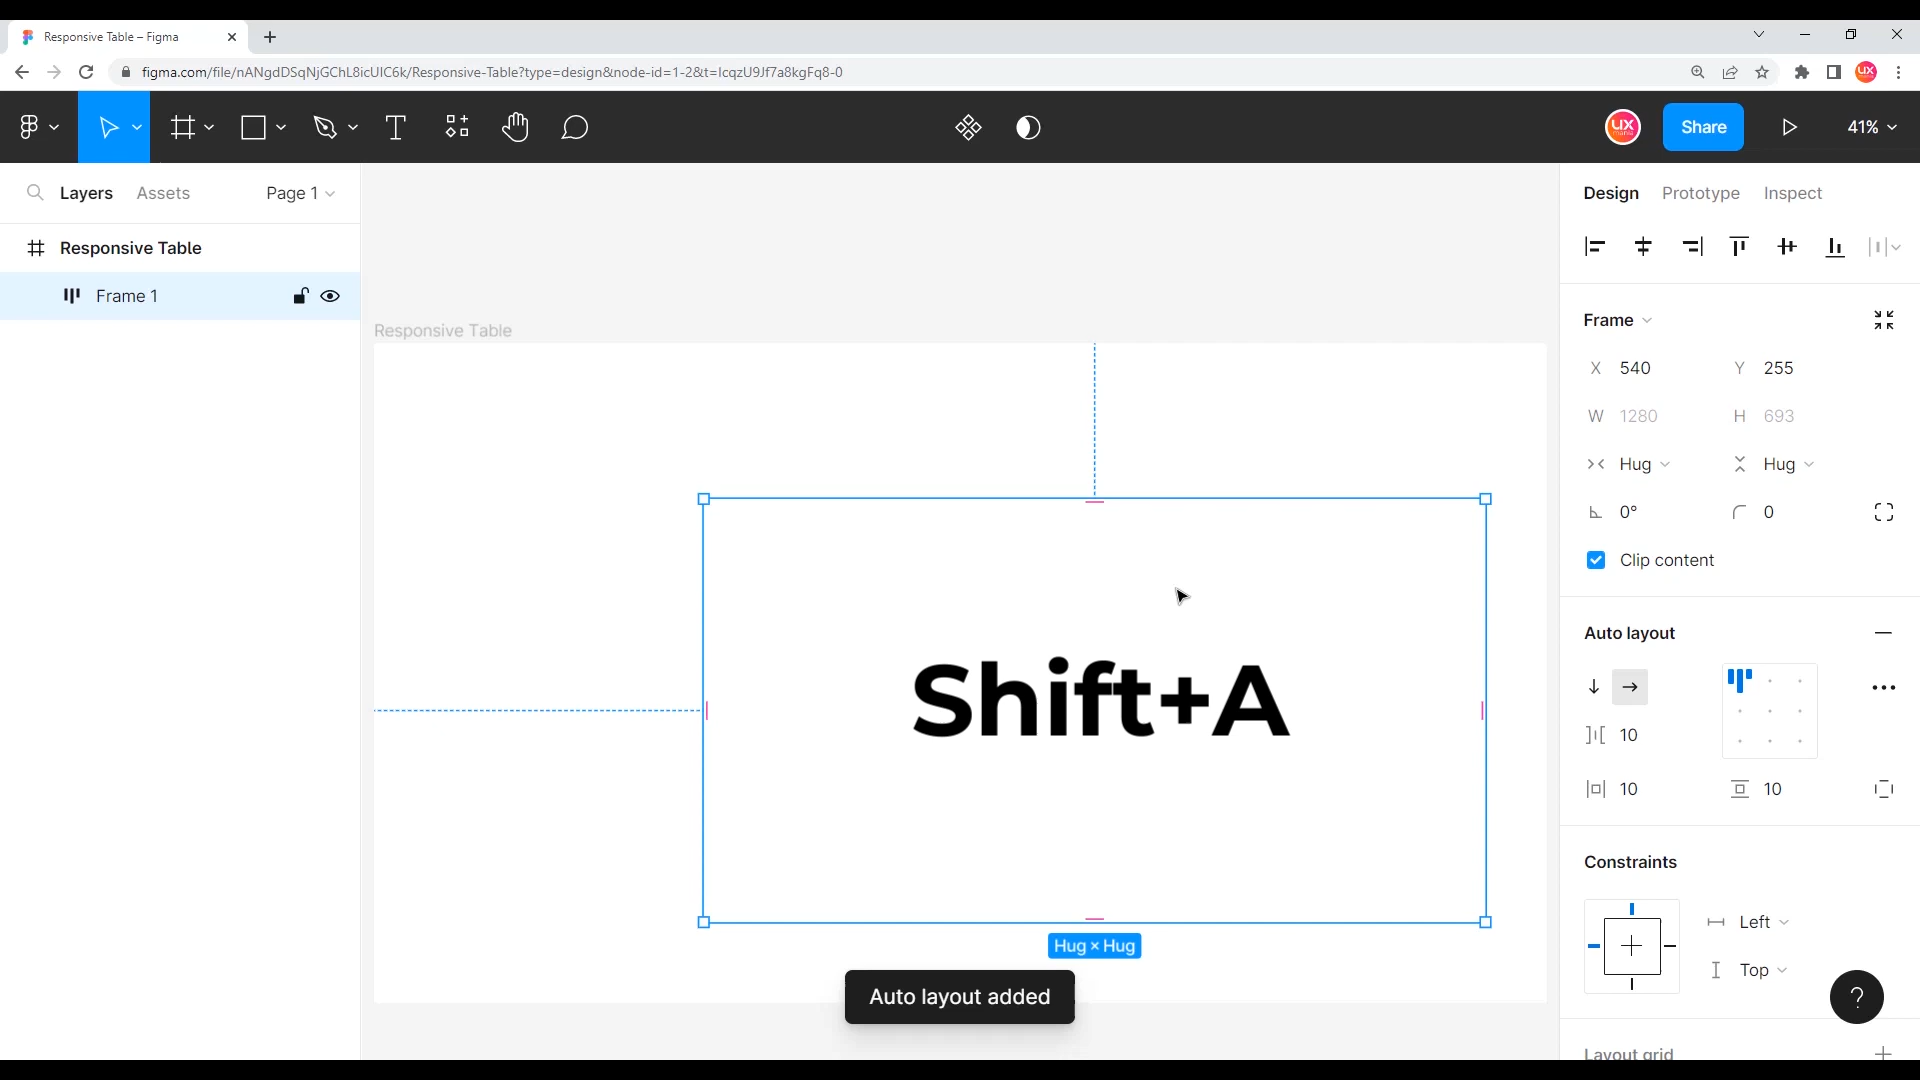 Responsive Table – Figma
figma.com/file/nANgdDSqNjGChL8icUIC6k/Responsive-Table?type=design&node-id=1-2&t=IcqzU9Jf7a8kgFq8-0
UX
UX
mania
Share
41%
Layers
Assets
Page 1
Responsive Table
Frame 1
Responsive Table
Shift+A
Hug × Hug
Auto layout added
Design
Prototype
Inspect
Frame
X 540
Y 255
W 1280
H 693
Hug
Hug
0°
0
Clip content
Auto layout
10
10
10
Constraints
Left
Top
?
Layout grid